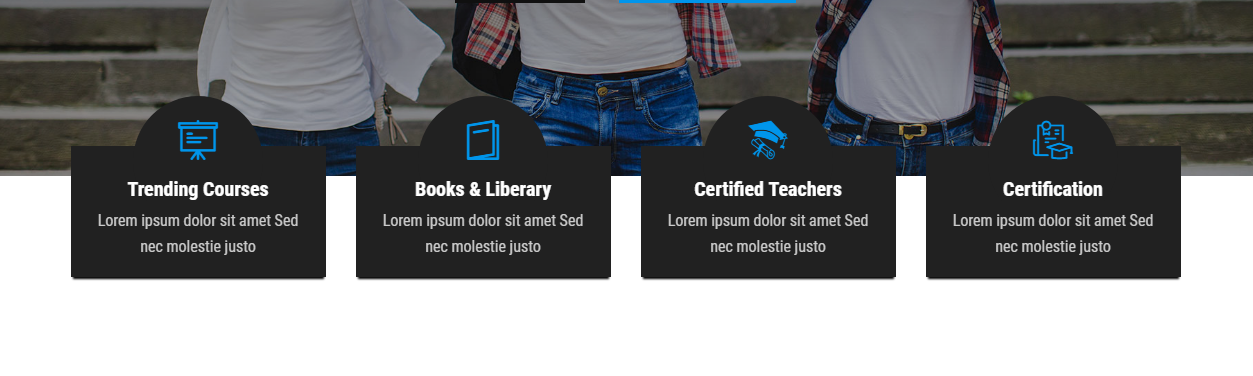 Trending Courses
Lorem ipsum dolor sit amet Sed
nec molestie justo
Books & Liberary
Lorem ipsum dolor sit amet Sed
nec molestie justo
Certified Teachers
Lorem ipsum dolor sit amet Sed
nec molestie justo
Certification
Lorem ipsum dolor sit amet Sed
nec molestie justo